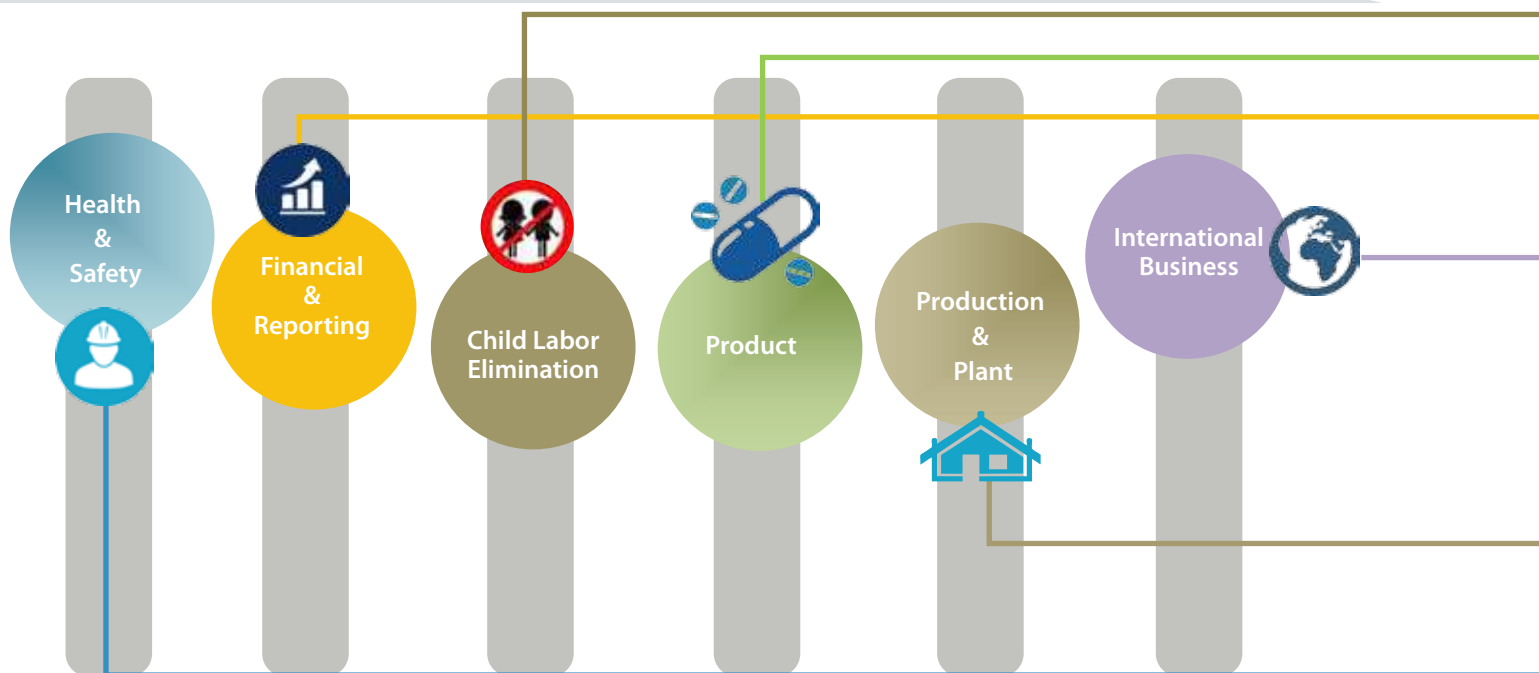 Health
&
Safety
Financial
&
Reporting
Child Labor
Elimination
Product
Production
&
Plant
International
Business